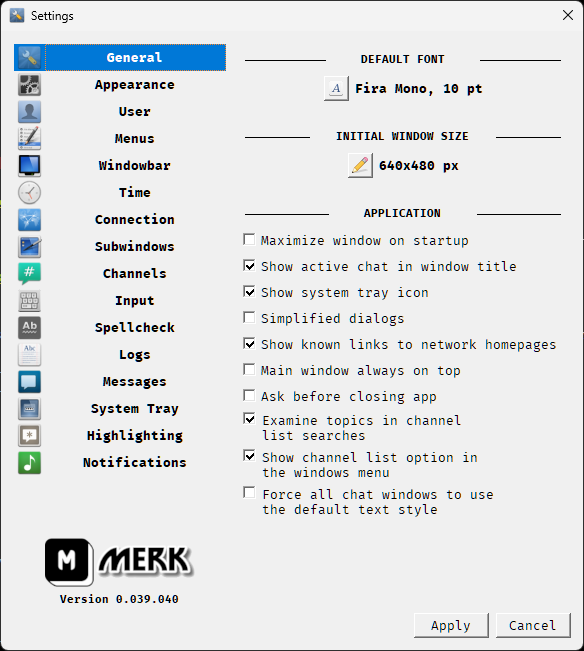 Settings
General
Appearance
User
Menus
Windowbar
Time
Connection
Subwindows
Channels
Input
Ab
Spellcheck
Abc
Logs
Messages
System Tray
Highlighting
Notifications
M MERK
Version 0.039.040
DEFAULT FONT
A Fira Mono, 10 pt
INITIAL WINDOW SIZE
640x480 px
APPLICATION
Maximize window on startup
Show active chat in window title
Show system tray icon
Simplified dialogs
Show known links to network homepages
Main window always on top
Ask before closing app
Examine topics in channel
list searches
Show channel list option in
the windows menu
Force all chat windows to use
the default text style
Apply Cancel